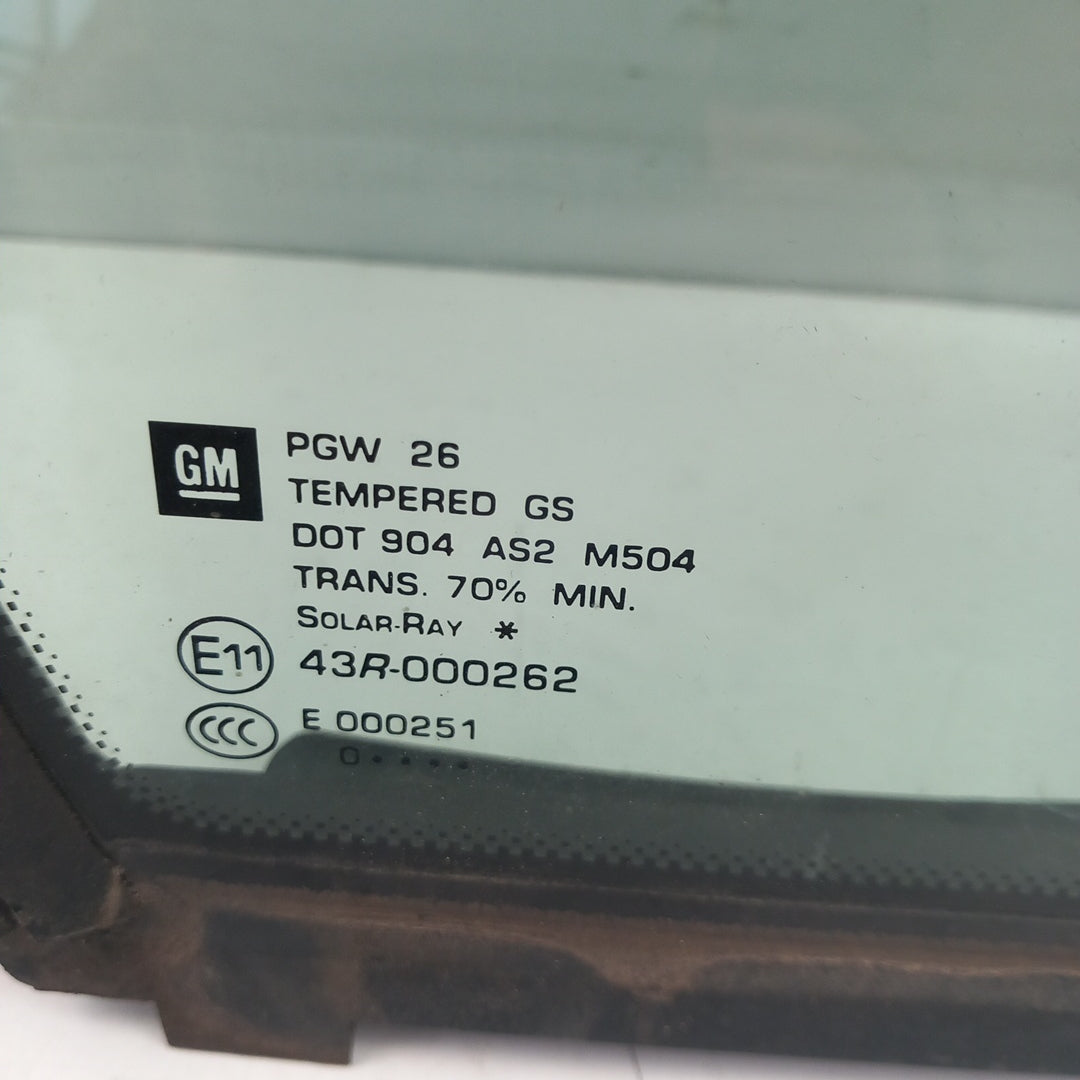 GM
PGW 26
TEMPERED GS
DOT 904 AS2 M504
TRANS. 70% MIN.
SOLAR-RAY *
E11 43R-000262
CCC E 000251
0 • • • •